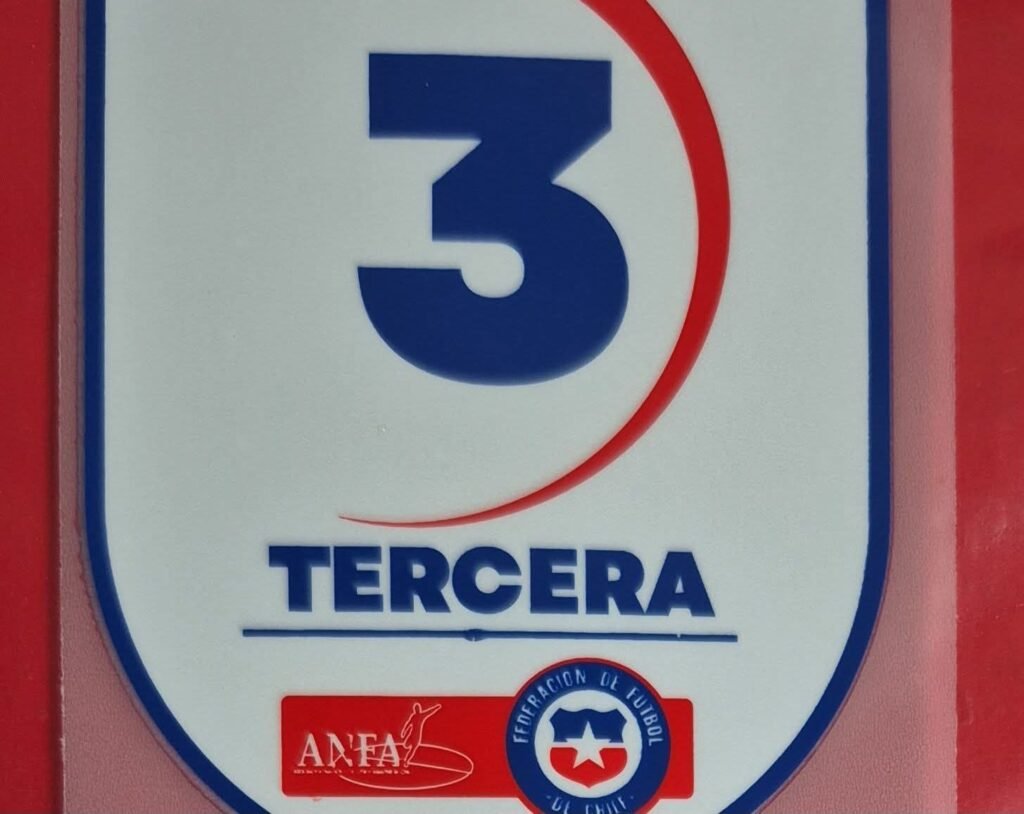 3
TERCERA
ANFA
FEDERACION DE FUTBOL
- DE CHILE -